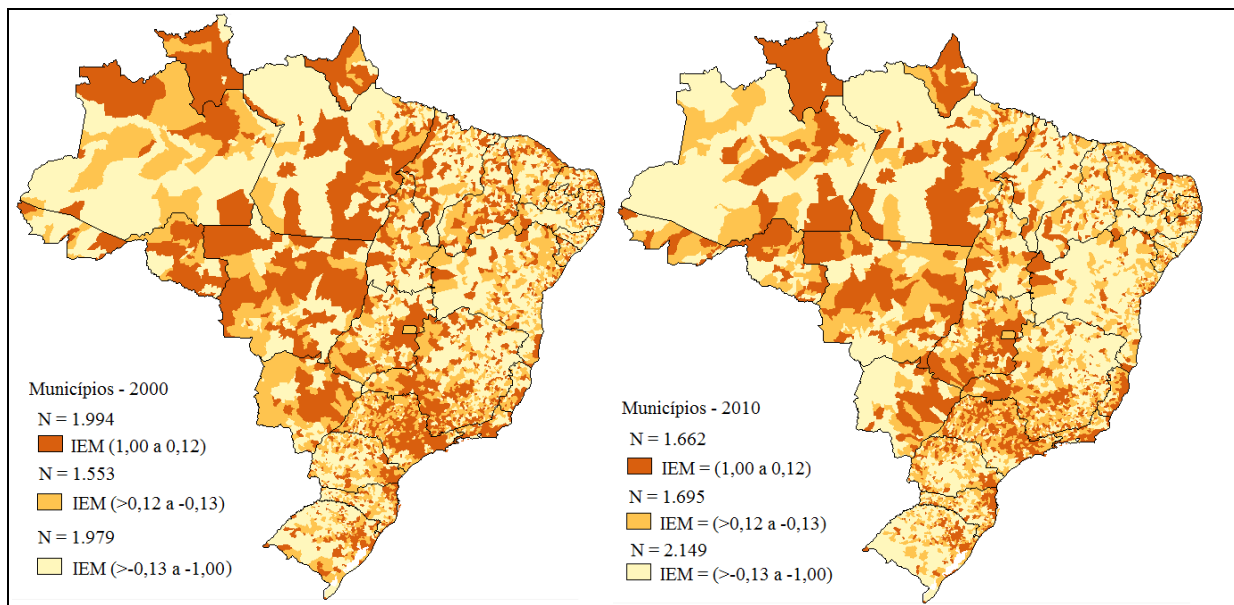 Municípios - 2000
N = 1.994
IEM (1,00 a 0,12)
N = 1.553
IEM (>0,12 a -0,13)
N = 1.979
IEM (>-0,13 a -1,00)
Municípios - 2010
N = 1.662
IEM = (1,00 a 0,12)
N = 1.695
IEM = (>0,12 a -0,13)
N = 2.149
IEM = (>-0,13 a -1,00)